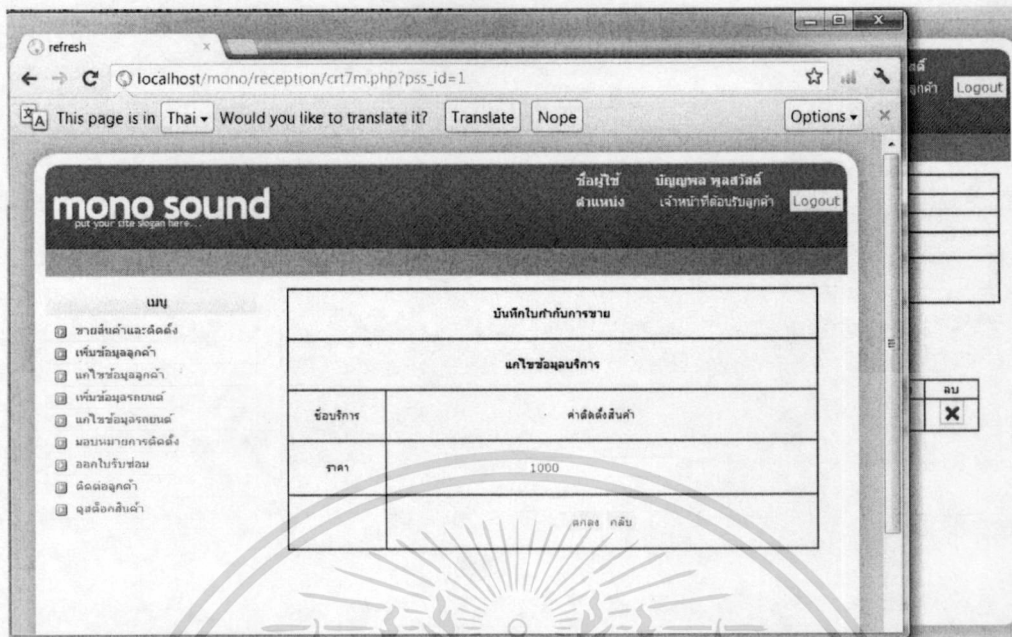 refresh
localhost/mono/reception/crt7m.php?pss_id=1
This page is in Thai Would you like to translate it? Translate Nope Options
mono sound
put your site slogan here...
ชื่อผู้ใช้ บัญญพล พูลสวัสดิ์
ตำแหน่ง เจ้าหน้าที่ต้อนรับลูกค้า Logout
เมนู
ขายสินค้าและติดตั้ง
เพิ่มข้อมูลลูกค้า
แก้ไขข้อมูลลูกค้า
เพิ่มข้อมูลรถยนต์
แก้ไขข้อมูลรถยนต์
มอบหมายการติดตั้ง
ออกใบรับซ่อม
ติดต่อลูกค้า
ดูสต็อกสินค้า
บันทึกใบกำกับการขาย
แก้ไขข้อมูลบริการ
ชื่อบริการ ค่าติดตั้งสินค้า
ราคา 1000
ตกลง กลับ
สดิ์
ลูกค้า Logout
ลบ